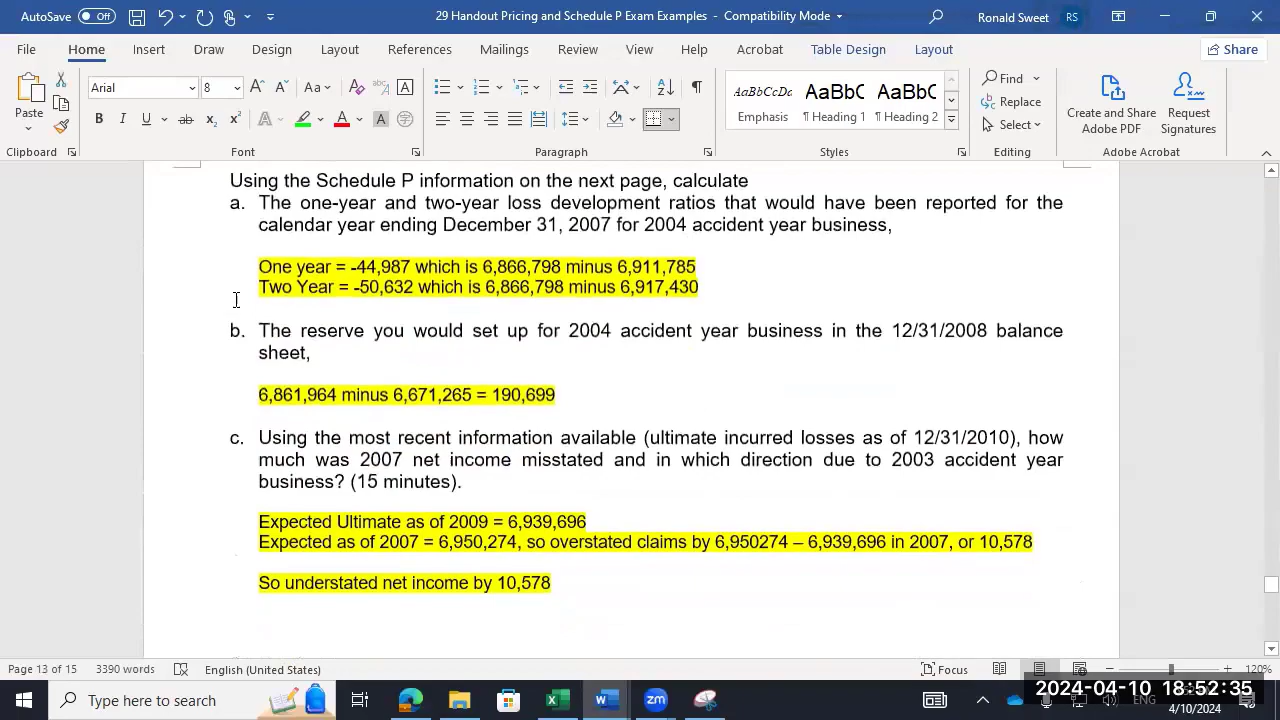 AutoSave Off
29 Handout Pricing and Schedule P Exam Examples - Compatibility Mode
Ronald Sweet RS
File Home Insert Draw Design Layout References Mailings Review View Help Acrobat Table Design Layout
Share
Paste
Arial 8
Aa
B I U ab x₂ x² A A A
AaBbCcDc AaBbCc AaBbCc
Emphasis ¶ Heading 1 ¶ Heading 2
Find
Replace
Select
Create and Share Adobe PDF
Request Signatures
Clipboard Font Paragraph Styles Editing Adobe Acrobat
Using the Schedule P information on the next page, calculate
a. The one-year and two-year loss development ratios that would have been reported for the
calendar year ending December 31, 2007 for 2004 accident year business,
One year = -44,987 which is 6,866,798 minus 6,911,785
Two Year = -50,632 which is 6,866,798 minus 6,917,430
b. The reserve you would set up for 2004 accident year business in the 12/31/2008 balance
sheet,
6,861,964 minus 6,671,265 = 190,699
c. Using the most recent information available (ultimate incurred losses as of 12/31/2010), how
much was 2007 net income misstated and in which direction due to 2003 accident year
business? (15 minutes).
Expected Ultimate as of 2009 = 6,939,696
Expected as of 2007 = 6,950,274, so overstated claims by 6,950274 – 6,939,696 in 2007, or 10,578
So understated net income by 10,578
Page 13 of 15 3390 words English (United States) Focus 120%
Type here to search
2024-04-10 18:52:35
ENG
4/10/2024